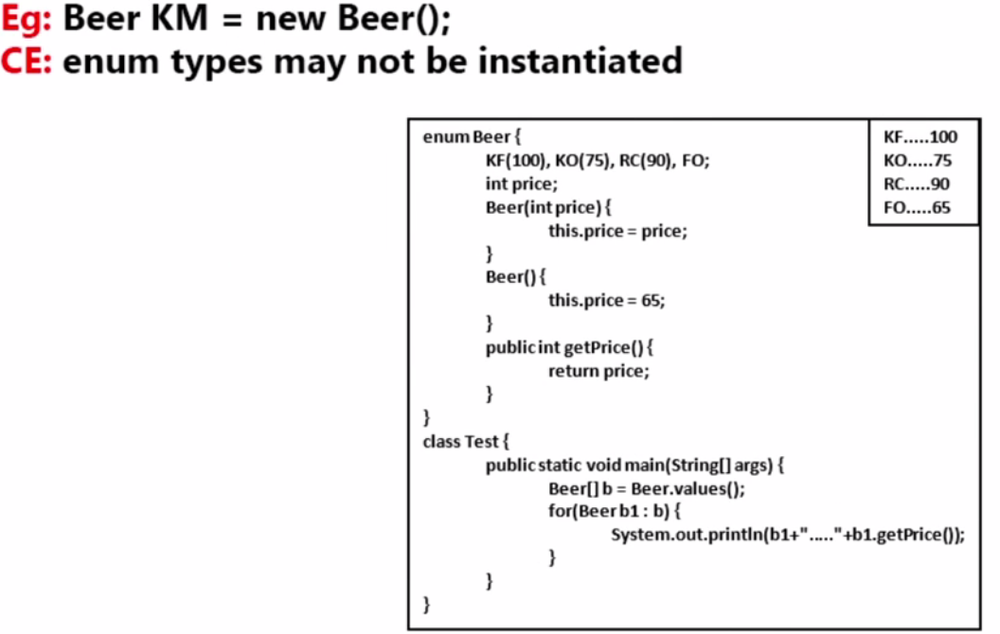 Eg: Beer KM = new Beer();
CE: enum types may not be instantiated
enum Beer {
KF(100), KO(75), RC(90), FO;
int price;
Beer(int price) {
this.price = price;
}
Beer() {
this.price = 65;
}
public int getPrice() {
return price;
}
}
class Test {
public static void main(String[] args) {
Beer[] b = Beer.values();
for(Beer b1 : b) {
System.out.println(b1+"....."+b1.getPrice());
}
}
}
KF.....100
KO.....75
RC.....90
FO.....65